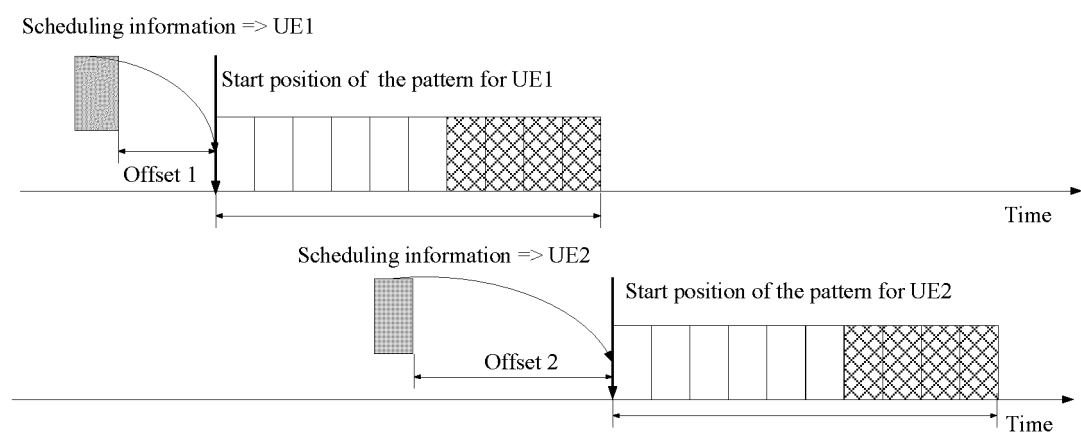 Scheduling information => UE1
Start position of the pattern for UE1
Offset 1
Time
Scheduling information => UE2
Start position of the pattern for UE2
Offset 2
Time